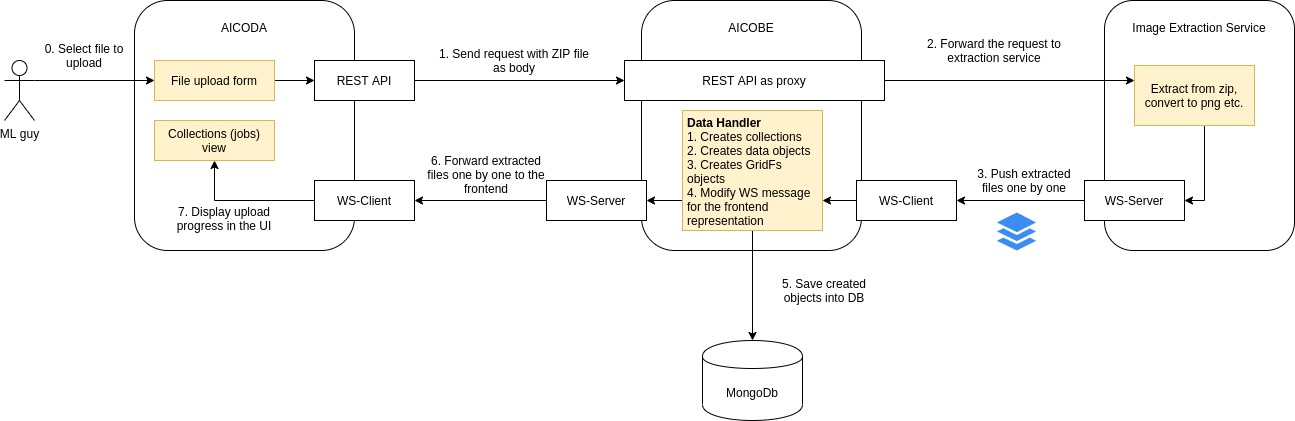 AICODA
AICOBE
Image Extraction Service
0. Select file to
upload
File upload form
REST API
1. Send request with ZIP file
as body
REST API as proxy
2. Forward the request to
extraction service
Extract from zip,
convert to png etc.
ML guy
Collections (jobs)
view
Data Handler
1. Creates collections
2. Creates data objects
3. Creates GridFs
objects
4. Modify WS message
for the frontend
representation
6. Forward extracted
files one by one to the
frontend
3. Push extracted
files one by one
WS-Client
WS-Server
WS-Client
WS-Server
7. Display upload
progress in the UI
5. Save created
objects into DB
MongoDb